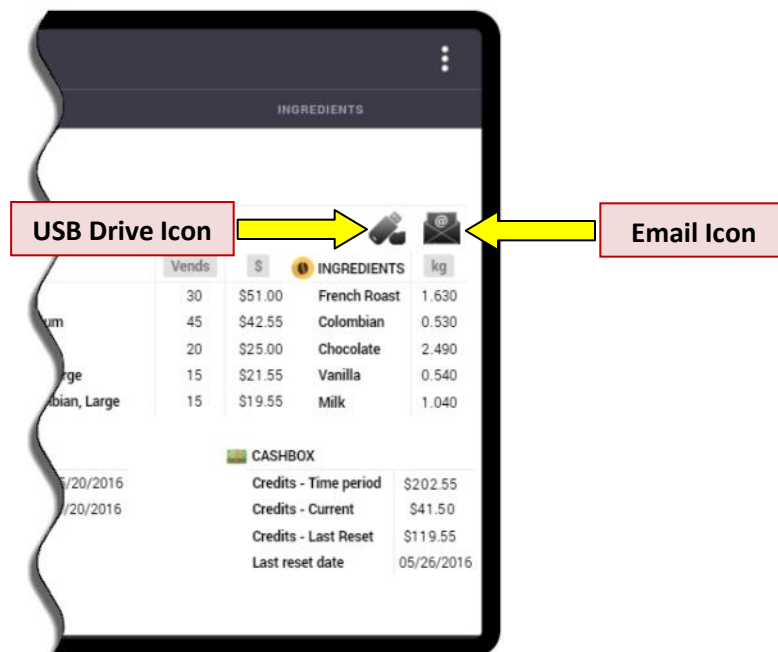 INGREDIENTS
USB Drive Icon
Email Icon
@
Vends $ INGREDIENTS kg
30 $51.00 French Roast 1.630
um 45 $42.55 Colombian 0.530
20 $25.00 Chocolate 2.490
rge 15 $21.55 Vanilla 0.540
bian, Large 15 $19.55 Milk 1.040
CASHBOX
5/20/2016 Credits - Time period $202.55
/20/2016 Credits - Current $41.50
Credits - Last Reset $119.55
Last reset date 05/26/2016